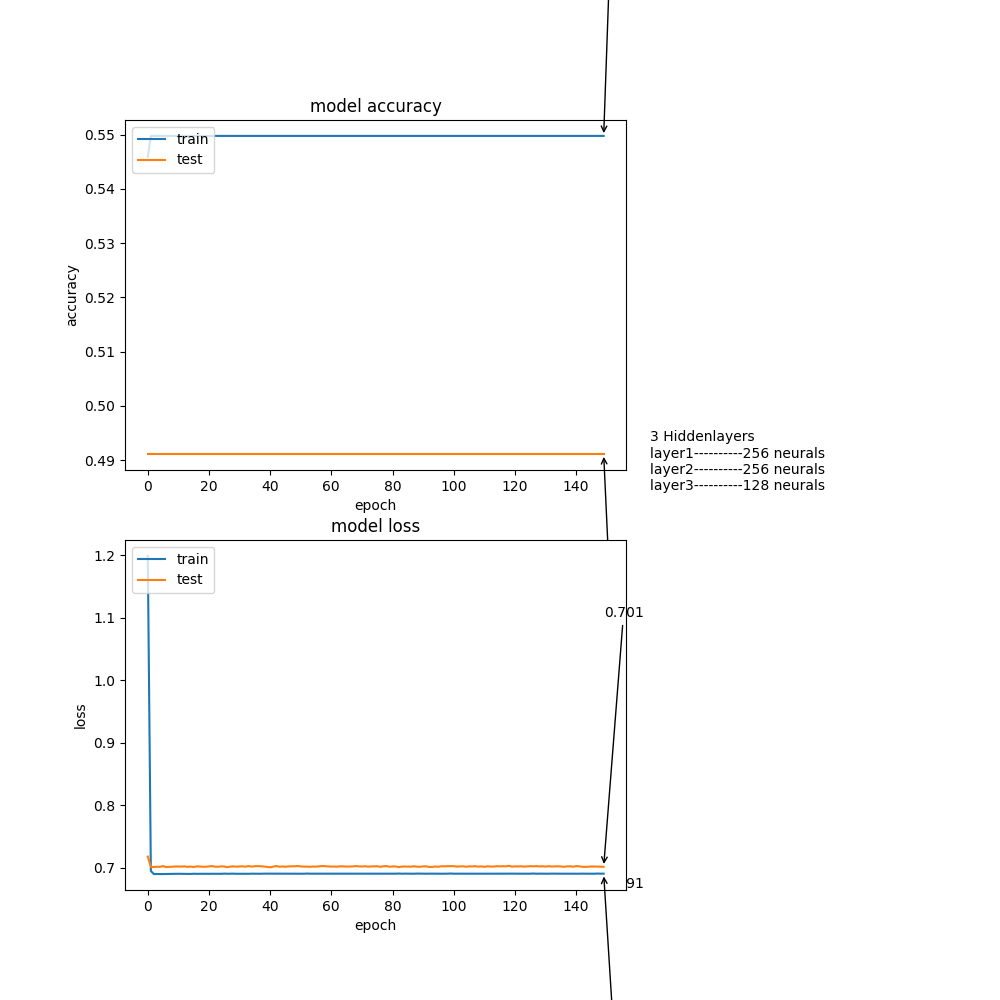 model accuracy
train
test
0.55
0.54
0.53
0.52
0.51
0.50
0.49
accuracy
0 20 40 60 80 100 120 140
epoch
3 Hiddenlayers
layer1----------256 neurals
layer2----------256 neurals
layer3----------128 neurals
model loss
train
test
1.2
1.1
1.0
0.9
0.8
0.7
loss
0.701
91
0 20 40 60 80 100 120 140
epoch